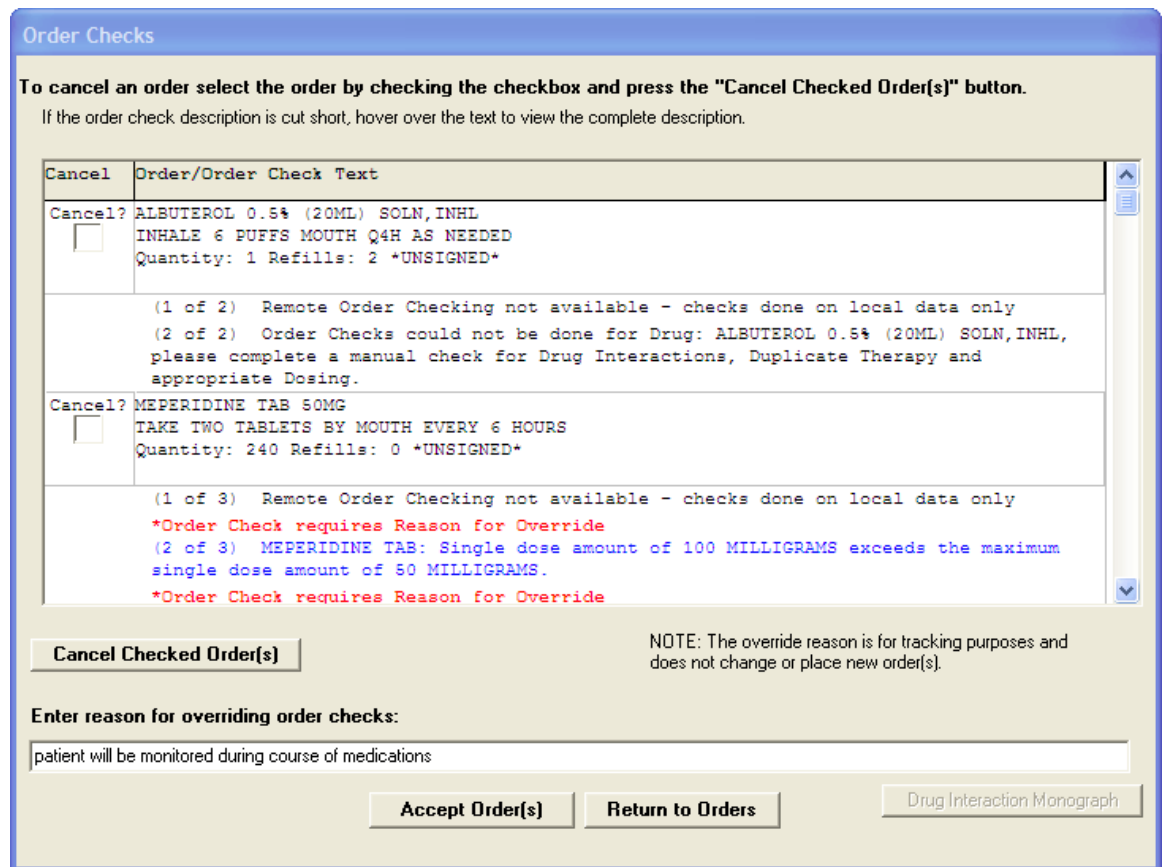 Order Checks
To cancel an order select the order by checking the checkbox and press the "Cancel Checked Order(s)" button.
If the order check description is cut short, hover over the text to view the complete description.
Cancel Order/Order Check Text
Cancel? ALBUTEROL 0.5% (20ML) SOLN,INHL
INHALE 6 PUFFS MOUTH Q4H AS NEEDED
Quantity: 1 Refills: 2 *UNSIGNED*
(1 of 2) Remote Order Checking not available - checks done on local data only
(2 of 2) Order Checks could not be done for Drug: ALBUTEROL 0.5% (20ML) SOLN,INHL,
please complete a manual check for Drug Interactions, Duplicate Therapy and
appropriate Dosing.
Cancel? MEPERIDINE TAB 50MG
TAKE TWO TABLETS BY MOUTH EVERY 6 HOURS
Quantity: 240 Refills: 0 *UNSIGNED*
(1 of 3) Remote Order Checking not available - checks done on local data only
*Order Check requires Reason for Override
(2 of 3) MEPERIDINE TAB: Single dose amount of 100 MILLIGRAMS exceeds the maximum
single dose amount of 50 MILLIGRAMS.
*Order Check requires Reason for Override
Cancel Checked Order(s)
NOTE: The override reason is for tracking purposes and
does not change or place new order(s).
Enter reason for overriding order checks:
patient will be monitored during course of medications
Accept Order(s) Return to Orders Drug Interaction Monograph